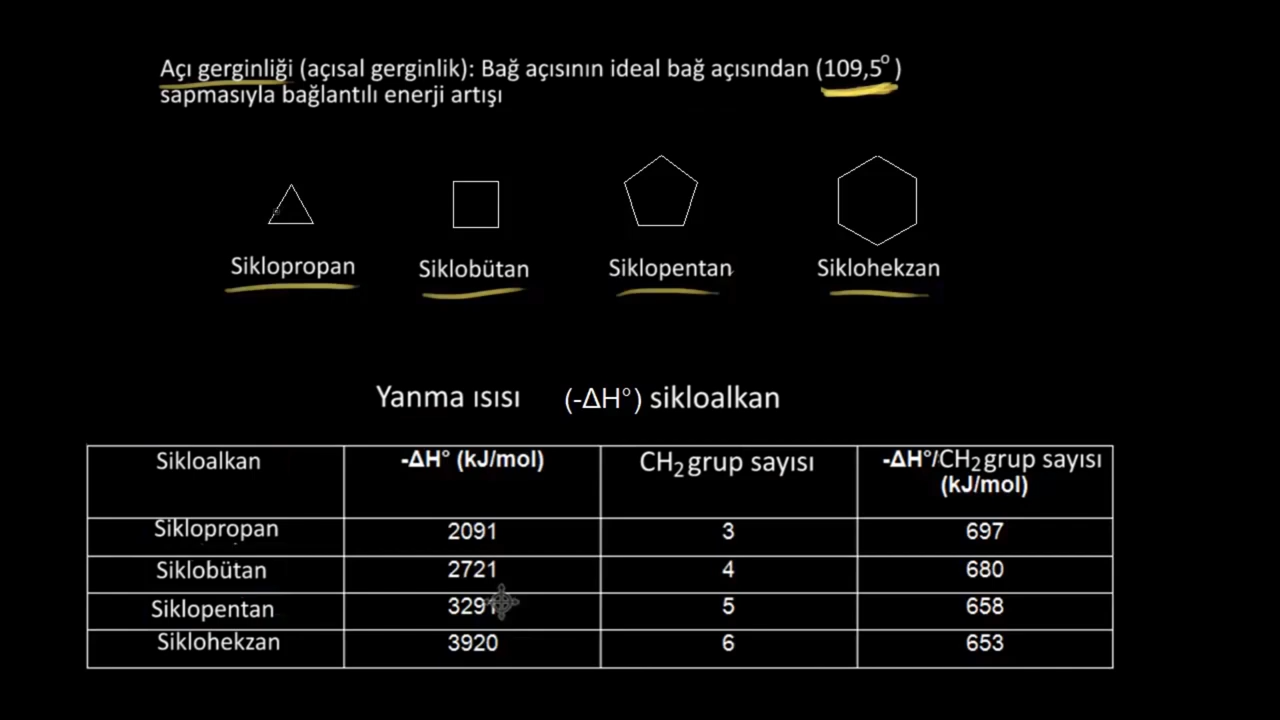 Açı gerginliği (açısal gerginlik): Bağ açısının ideal bağ açısından (109,5°)
sapmasıyla bağlantılı enerji artışı
Siklopropan Siklobütan Siklopentan Siklohekzan
Yanma ısısı (-ΔH°) sikloalkan
Sikloalkan -ΔH° (kJ/mol) CH₂ grup sayısı -ΔH°/CH₂ grup sayısı
(kJ/mol)
Siklopropan 2091 3 697
Siklobütan 2721 4 680
Siklopentan 3291 5 658
Siklohekzan 3920 6 653